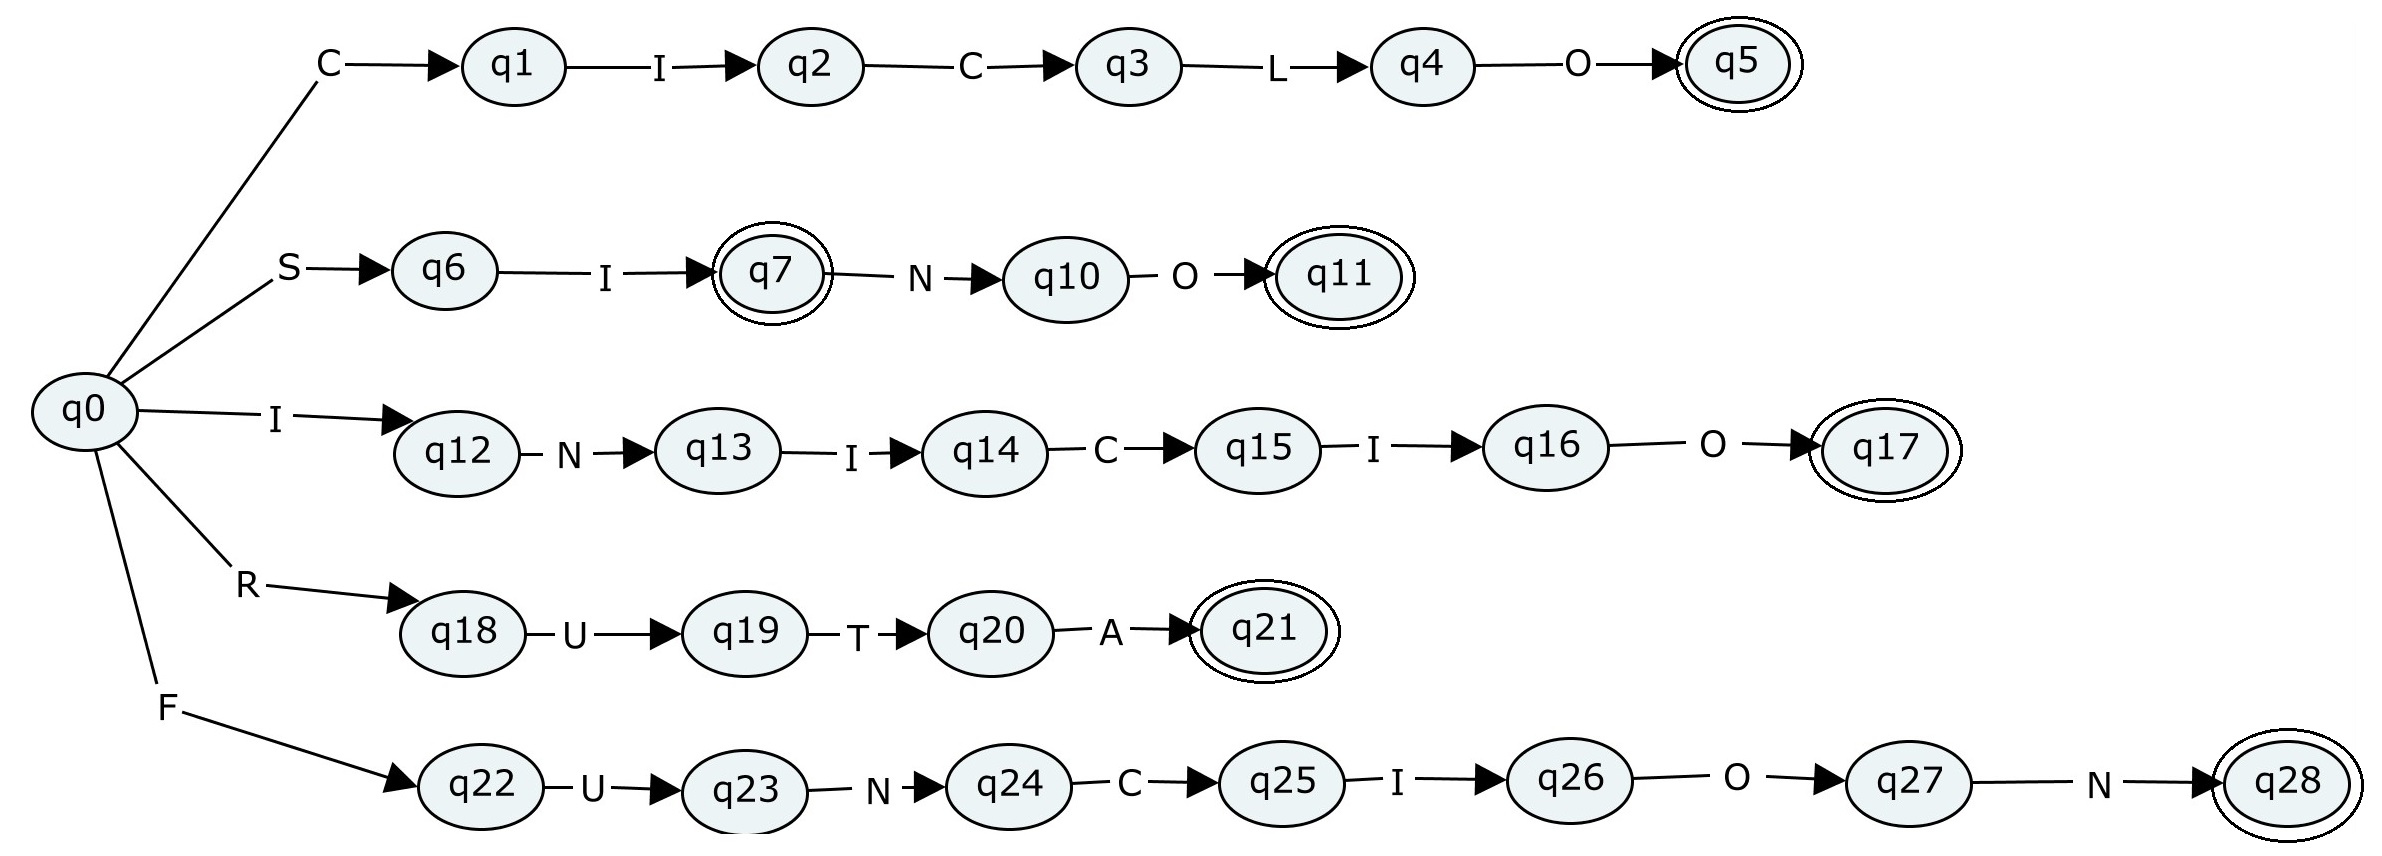 C q1 I q2 C q3 L q4 O q5
S q6 I q7 N q10 O q11
q0 I q12 N q13 I q14 C q15 I q16 O q17
R q18 U q19 T q20 A q21
F q22 U q23 N q24 C q25 I q26 O q27 N q28